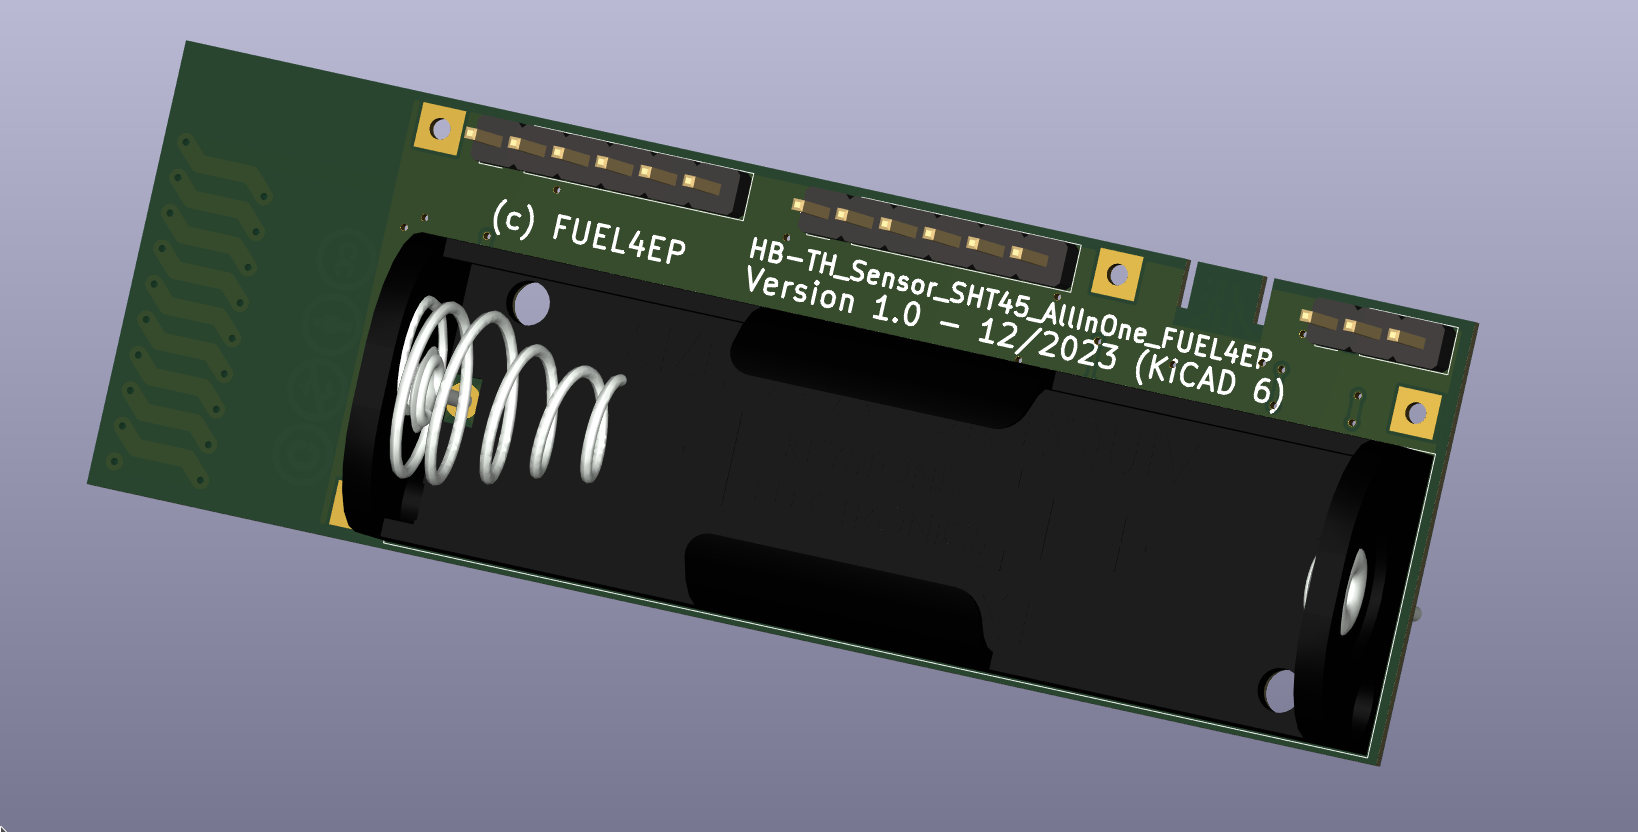 (c) FUEL4EP
HB-TH_Sensor_SHT45_AllInOne_FUEL4EP
Version 1.0 - 12/2023 (KiCAD 6)